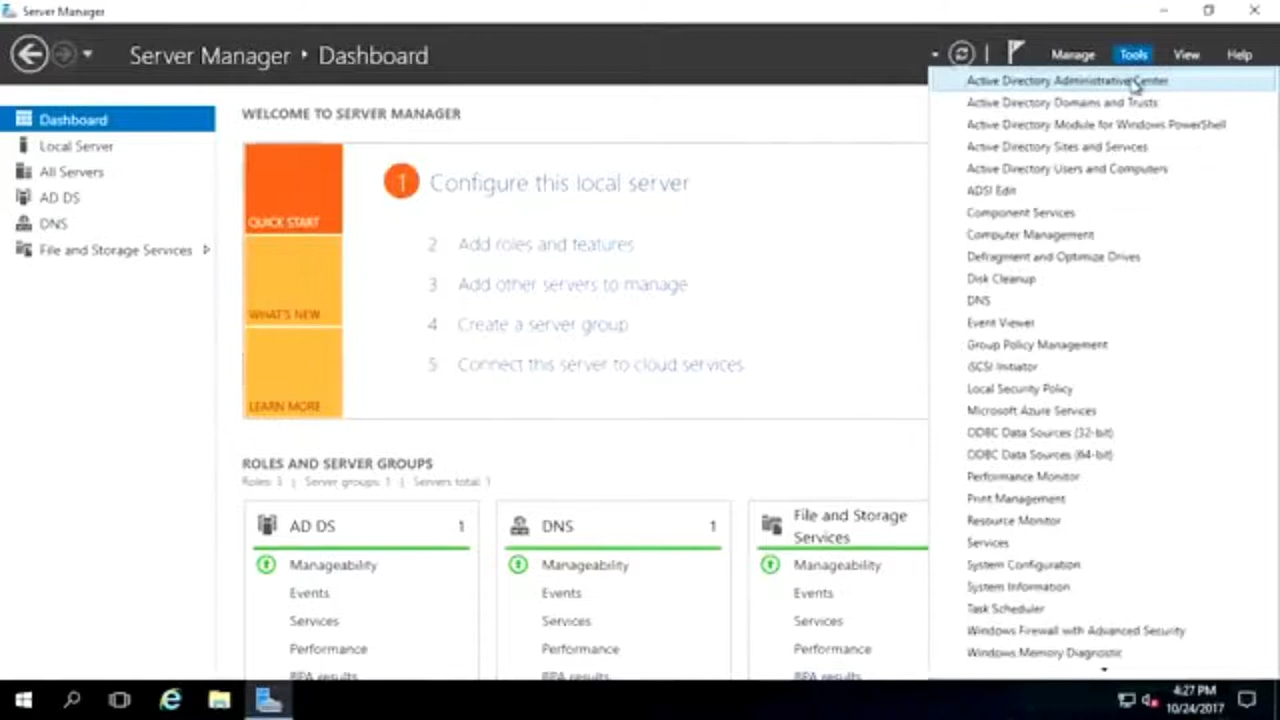 Server Manager
Server Manager • Dashboard
Manage
Tools
View
Help
Dashboard
Local Server
All Servers
AD DS
DNS
File and Storage Services
WELCOME TO SERVER MANAGER
QUICK START
WHAT'S NEW
LEARN MORE
1 Configure this local server
2 Add roles and features
3 Add other servers to manage
4 Create a server group
5 Connect this server to cloud services
ROLES AND SERVER GROUPS
Roles: 3 | Server groups: 1 | Servers total: 1
AD DS 1
Manageability
Events
Services
Performance
BPA results
DNS 1
Manageability
Events
Services
Performance
BPA results
File and Storage
Services
Manageability
Events
Services
Performance
BPA results
Active Directory Administrative Center
Active Directory Domains and Trusts
Active Directory Module for Windows PowerShell
Active Directory Sites and Services
Active Directory Users and Computers
ADSI Edit
Component Services
Computer Management
Defragment and Optimize Drives
Disk Cleanup
DNS
Event Viewer
Group Policy Management
iSCSI Initiator
Local Security Policy
Microsoft Azure Services
ODBC Data Sources (32-bit)
ODBC Data Sources (64-bit)
Performance Monitor
Print Management
Resource Monitor
Services
System Configuration
System Information
Task Scheduler
Windows Firewall with Advanced Security
Windows Memory Diagnostic
4:27 PM
10/24/2017